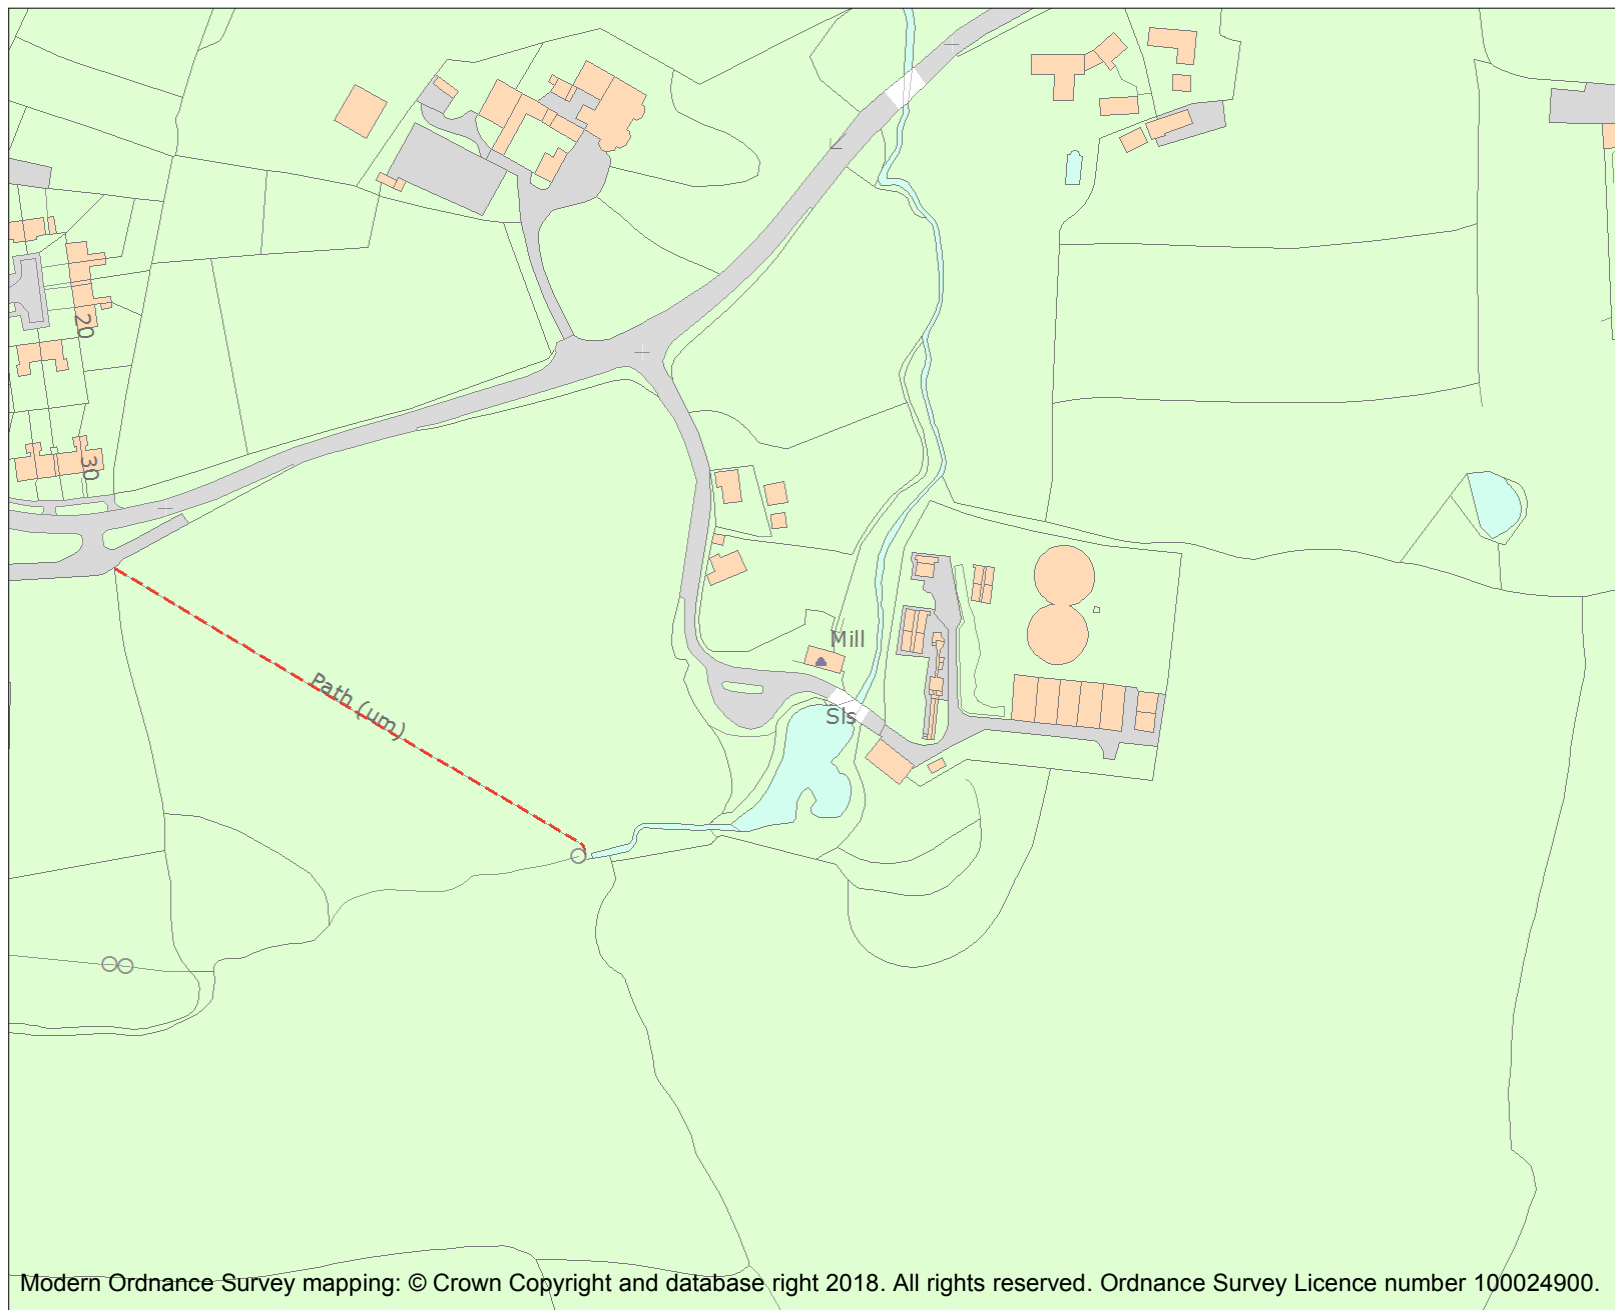 20
30
Mill
Path (um)
Sls
Modern Ordnance Survey mapping: © Crown Copyright and database right 2018. All rights reserved. Ordnance Survey Licence number 100024900.